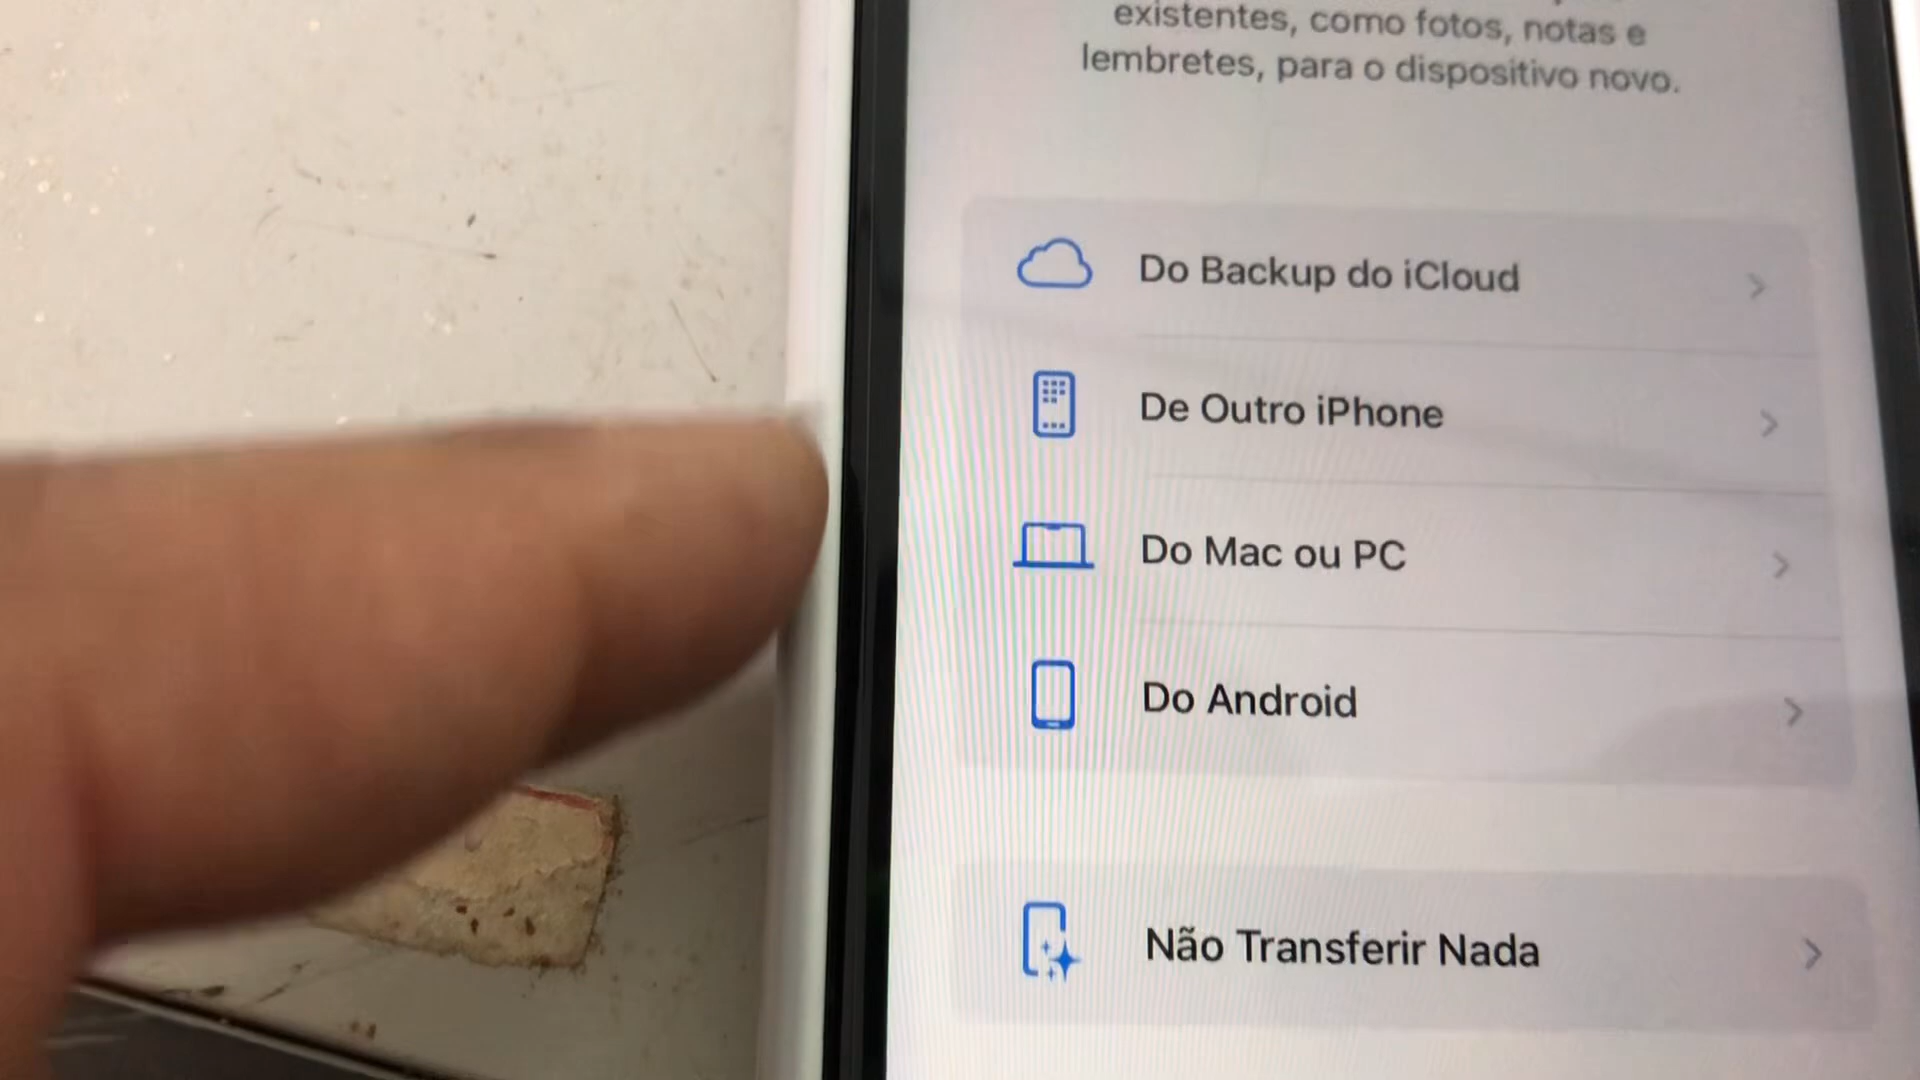 existentes, como fotos, notas e
lembretes, para o dispositivo novo.
Do Backup do iCloud
De Outro iPhone
Do Mac ou PC
Do Android
Não Transferir Nada